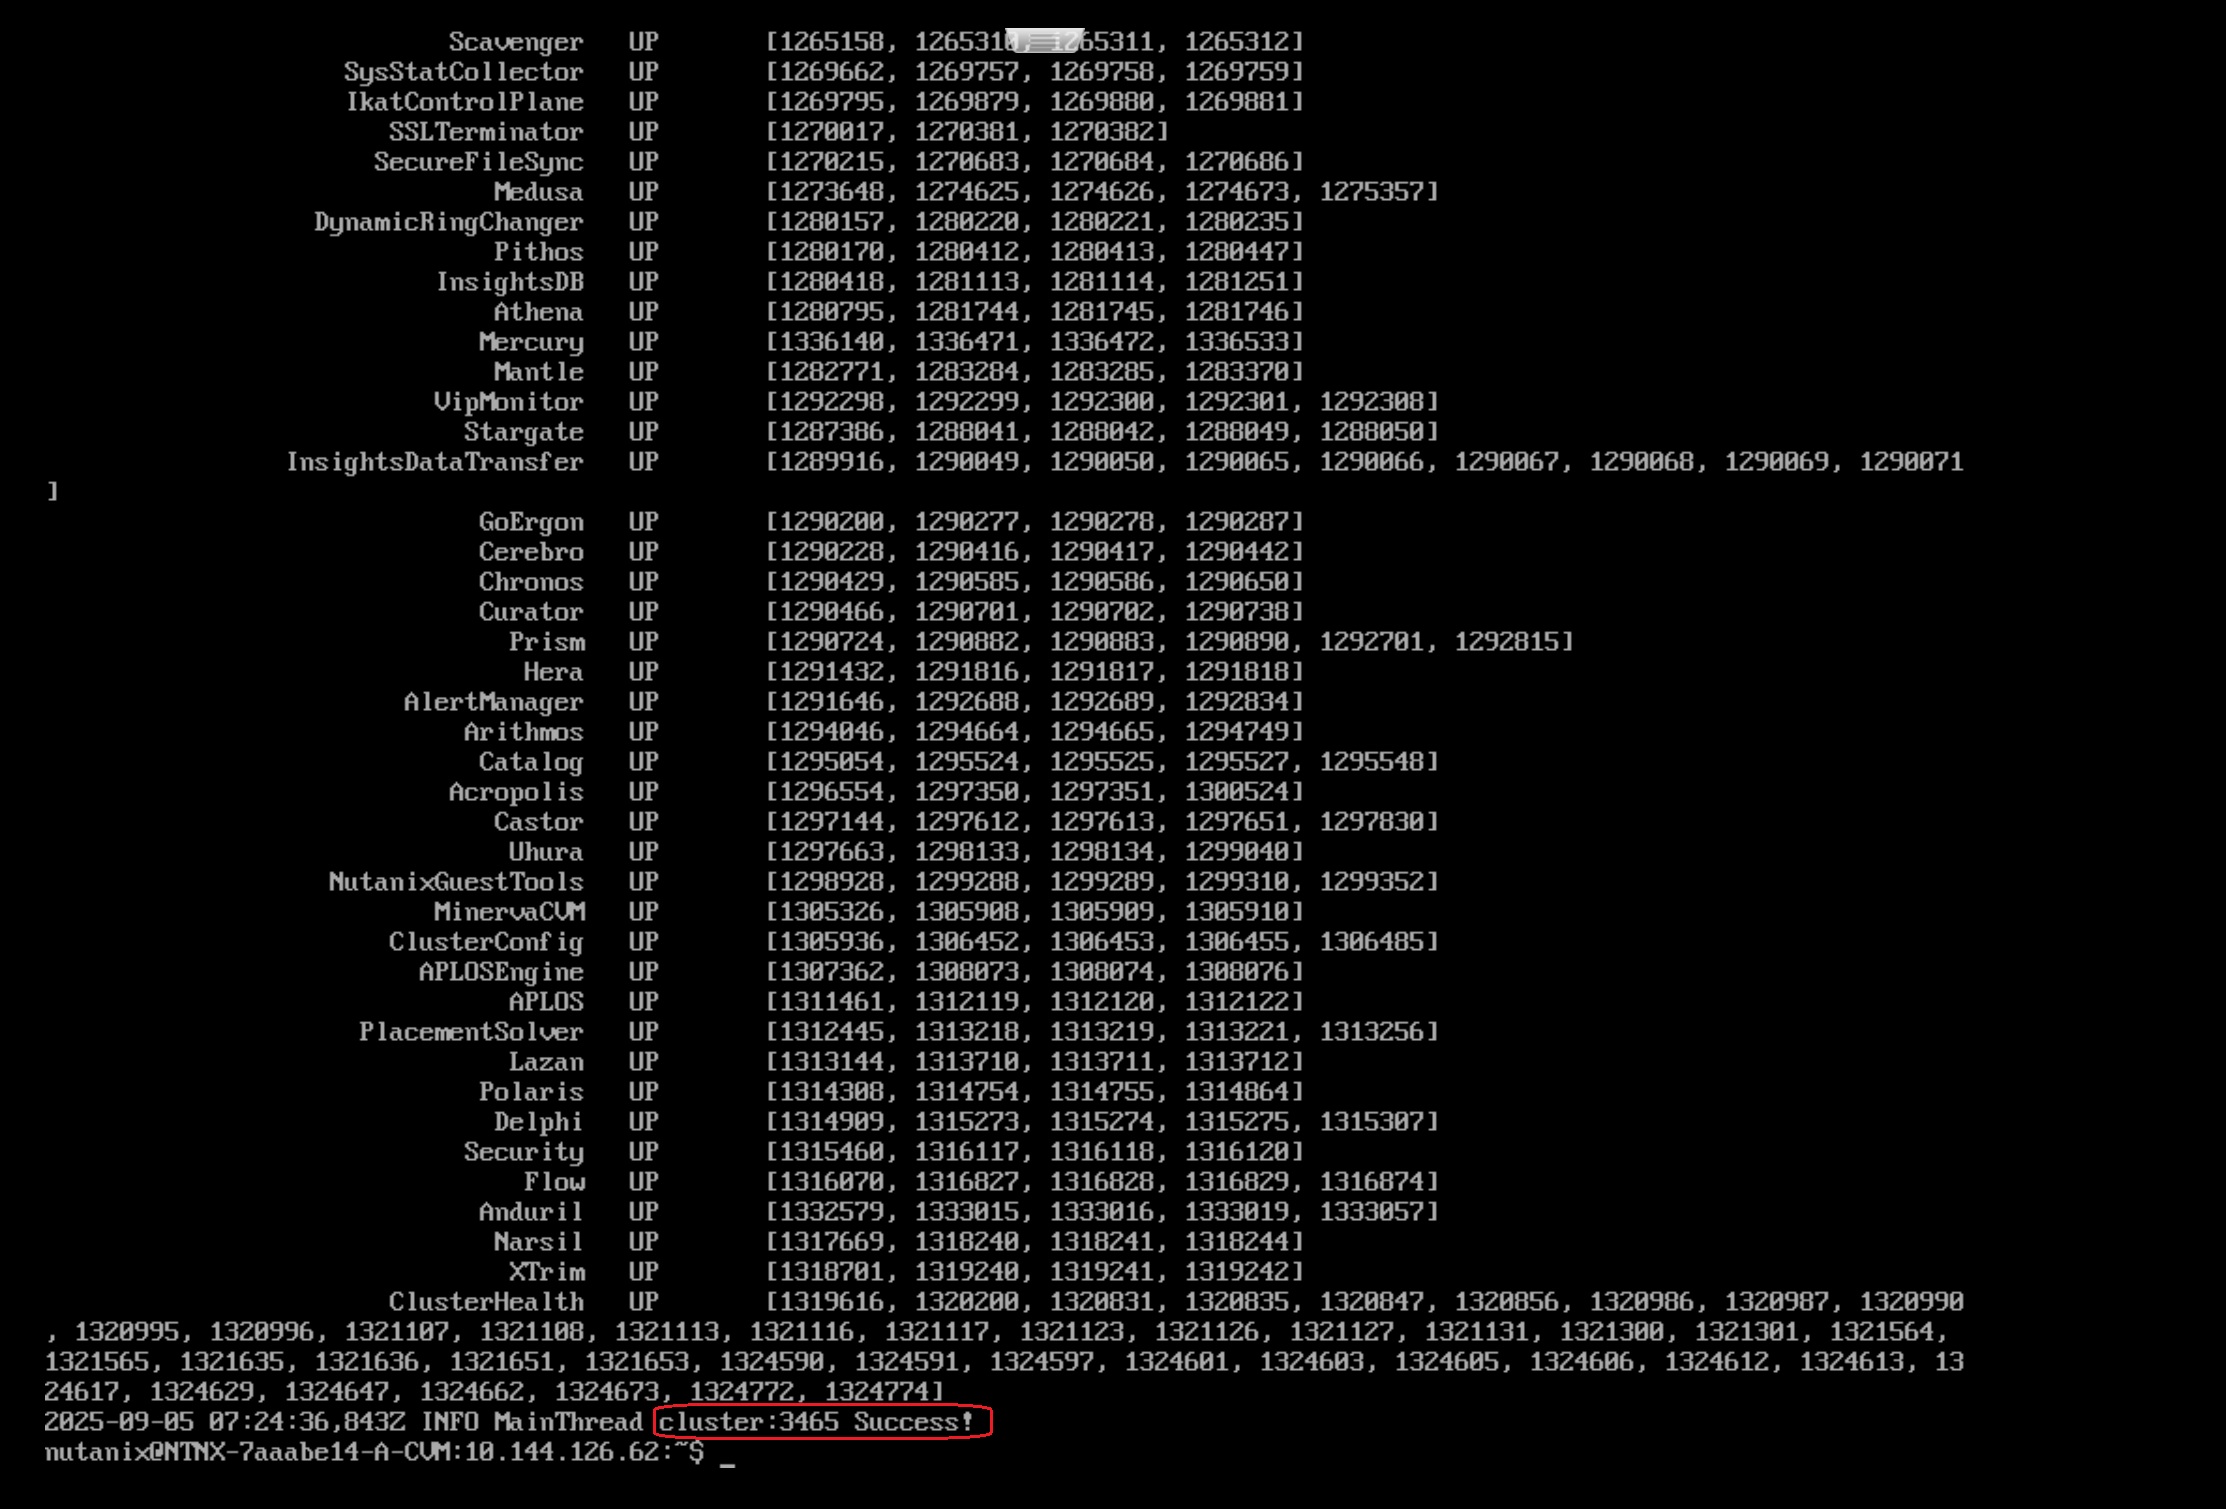 Scavenger UP [1265158, 1265310, 1265311, 1265312]
SysStatCollector UP [1269662, 1269757, 1269758, 1269759]
IkatControlPlane UP [1269795, 1269879, 1269880, 1269881]
SSLTerminator UP [1270017, 1270381, 1270382]
SecureFileSync UP [1270215, 1270683, 1270684, 1270686]
Medusa UP [1273648, 1274625, 1274626, 1274673, 1275357]
DynamicRingChanger UP [1280157, 1280220, 1280221, 1280235]
Pithos UP [1280170, 1280412, 1280413, 1280447]
InsightsDB UP [1280418, 1281113, 1281114, 1281251]
Athena UP [1280795, 1281744, 1281745, 1281746]
Mercury UP [1336140, 1336471, 1336472, 1336533]
Mantle UP [1282771, 1283284, 1283285, 1283370]
VipMonitor UP [1292298, 1292299, 1292300, 1292301, 1292308]
Stargate UP [1287386, 1288041, 1288042, 1288049, 1288050]
InsightsDataTransfer UP [1289916, 1290049, 1290050, 1290065, 1290066, 1290067, 1290068, 1290069, 1290071
]
GoErgon UP [1290200, 1290277, 1290278, 1290287]
Cerebro UP [1290228, 1290416, 1290417, 1290442]
Chronos UP [1290429, 1290585, 1290586, 1290650]
Curator UP [1290466, 1290701, 1290702, 1290738]
Prism UP [1290724, 1290882, 1290883, 1290890, 1292701, 1292815]
Hera UP [1291432, 1291816, 1291817, 1291818]
AlertManager UP [1291646, 1292688, 1292689, 1292834]
Arithmos UP [1294046, 1294664, 1294665, 1294749]
Catalog UP [1295054, 1295524, 1295525, 1295527, 1295548]
Acropolis UP [1296554, 1297350, 1297351, 1300524]
Castor UP [1297144, 1297612, 1297613, 1297651, 1297830]
Uhura UP [1297663, 1298133, 1298134, 1299040]
NutanixGuestTools UP [1298928, 1299288, 1299289, 1299310, 1299352]
MinervaCVM UP [1305326, 1305908, 1305909, 1305910]
ClusterConfig UP [1305936, 1306452, 1306453, 1306455, 1306485]
APLOSEngine UP [1307362, 1308073, 1308074, 1308076]
APLOS UP [1311461, 1312119, 1312120, 1312122]
PlacementSolver UP [1312445, 1313218, 1313219, 1313221, 1313256]
Lazan UP [1313144, 1313710, 1313711, 1313712]
Polaris UP [1314308, 1314754, 1314755, 1314864]
Delphi UP [1314909, 1315273, 1315274, 1315275, 1315307]
Security UP [1315460, 1316117, 1316118, 1316120]
Flow UP [1316070, 1316827, 1316828, 1316829, 1316874]
Anduril UP [1332579, 1333015, 1333016, 1333019, 1333057]
Narsil UP [1317669, 1318240, 1318241, 1318244]
XTrim UP [1318701, 1319240, 1319241, 1319242]
ClusterHealth UP [1319616, 1320200, 1320831, 1320835, 1320847, 1320856, 1320986, 1320987, 1320990
, 1320995, 1320996, 1321107, 1321108, 1321113, 1321116, 1321117, 1321123, 1321126, 1321127, 1321131, 1321300, 1321301, 1321564,
1321565, 1321635, 1321636, 1321651, 1321653, 1324590, 1324591, 1324597, 1324601, 1324603, 1324605, 1324606, 1324612, 1324613, 13
24617, 1324629, 1324647, 1324662, 1324673, 1324772, 1324774]
2025-09-05 07:24:36,843Z INFO MainThread cluster:3465 Success!
nutanix@NTNX-7aaabe14-A-CVM:10.144.126.62:~$ _